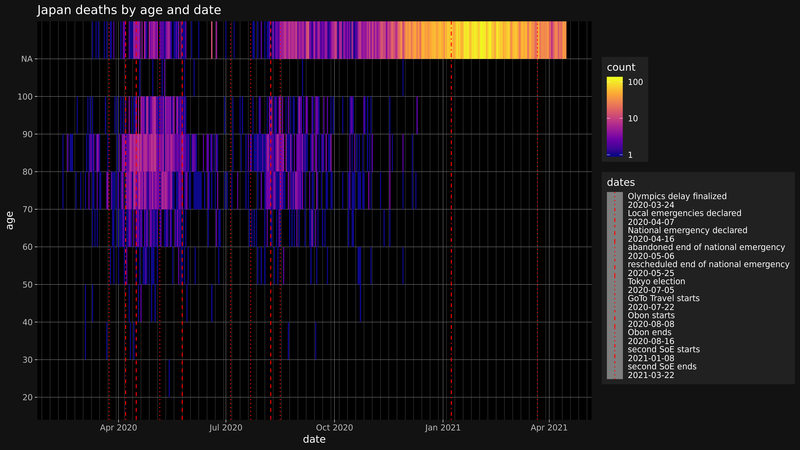 Japan deaths by age and date
NA
100
90
80
70
60
50
40
30
20
age
Apr 2020
Jul 2020
Oct 2020
Jan 2021
Apr 2021
date
count
100
10
1
dates
Olympics delay finalized
2020-03-24
Local emergencies declared
2020-04-07
National emergency declared
2020-04-16
abandoned end of national emergency
2020-05-06
rescheduled end of national emergency
2020-05-25
Tokyo election
2020-07-05
GoTo Travel starts
2020-07-22
Obon starts
2020-08-08
Obon ends
2020-08-16
second SoE starts
2021-01-08
second SoE ends
2021-03-22